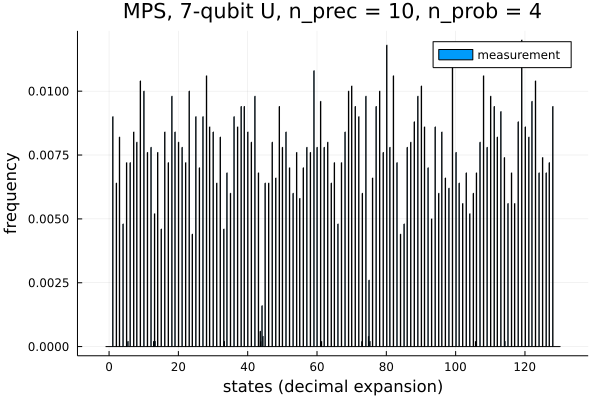 MPS, 7-qubit U, n_prec = 10, n_prob = 4
measurement
frequency
0.0100
0.0075
0.0050
0.0025
0.0000
0 20 40 60 80 100 120
states (decimal expansion)